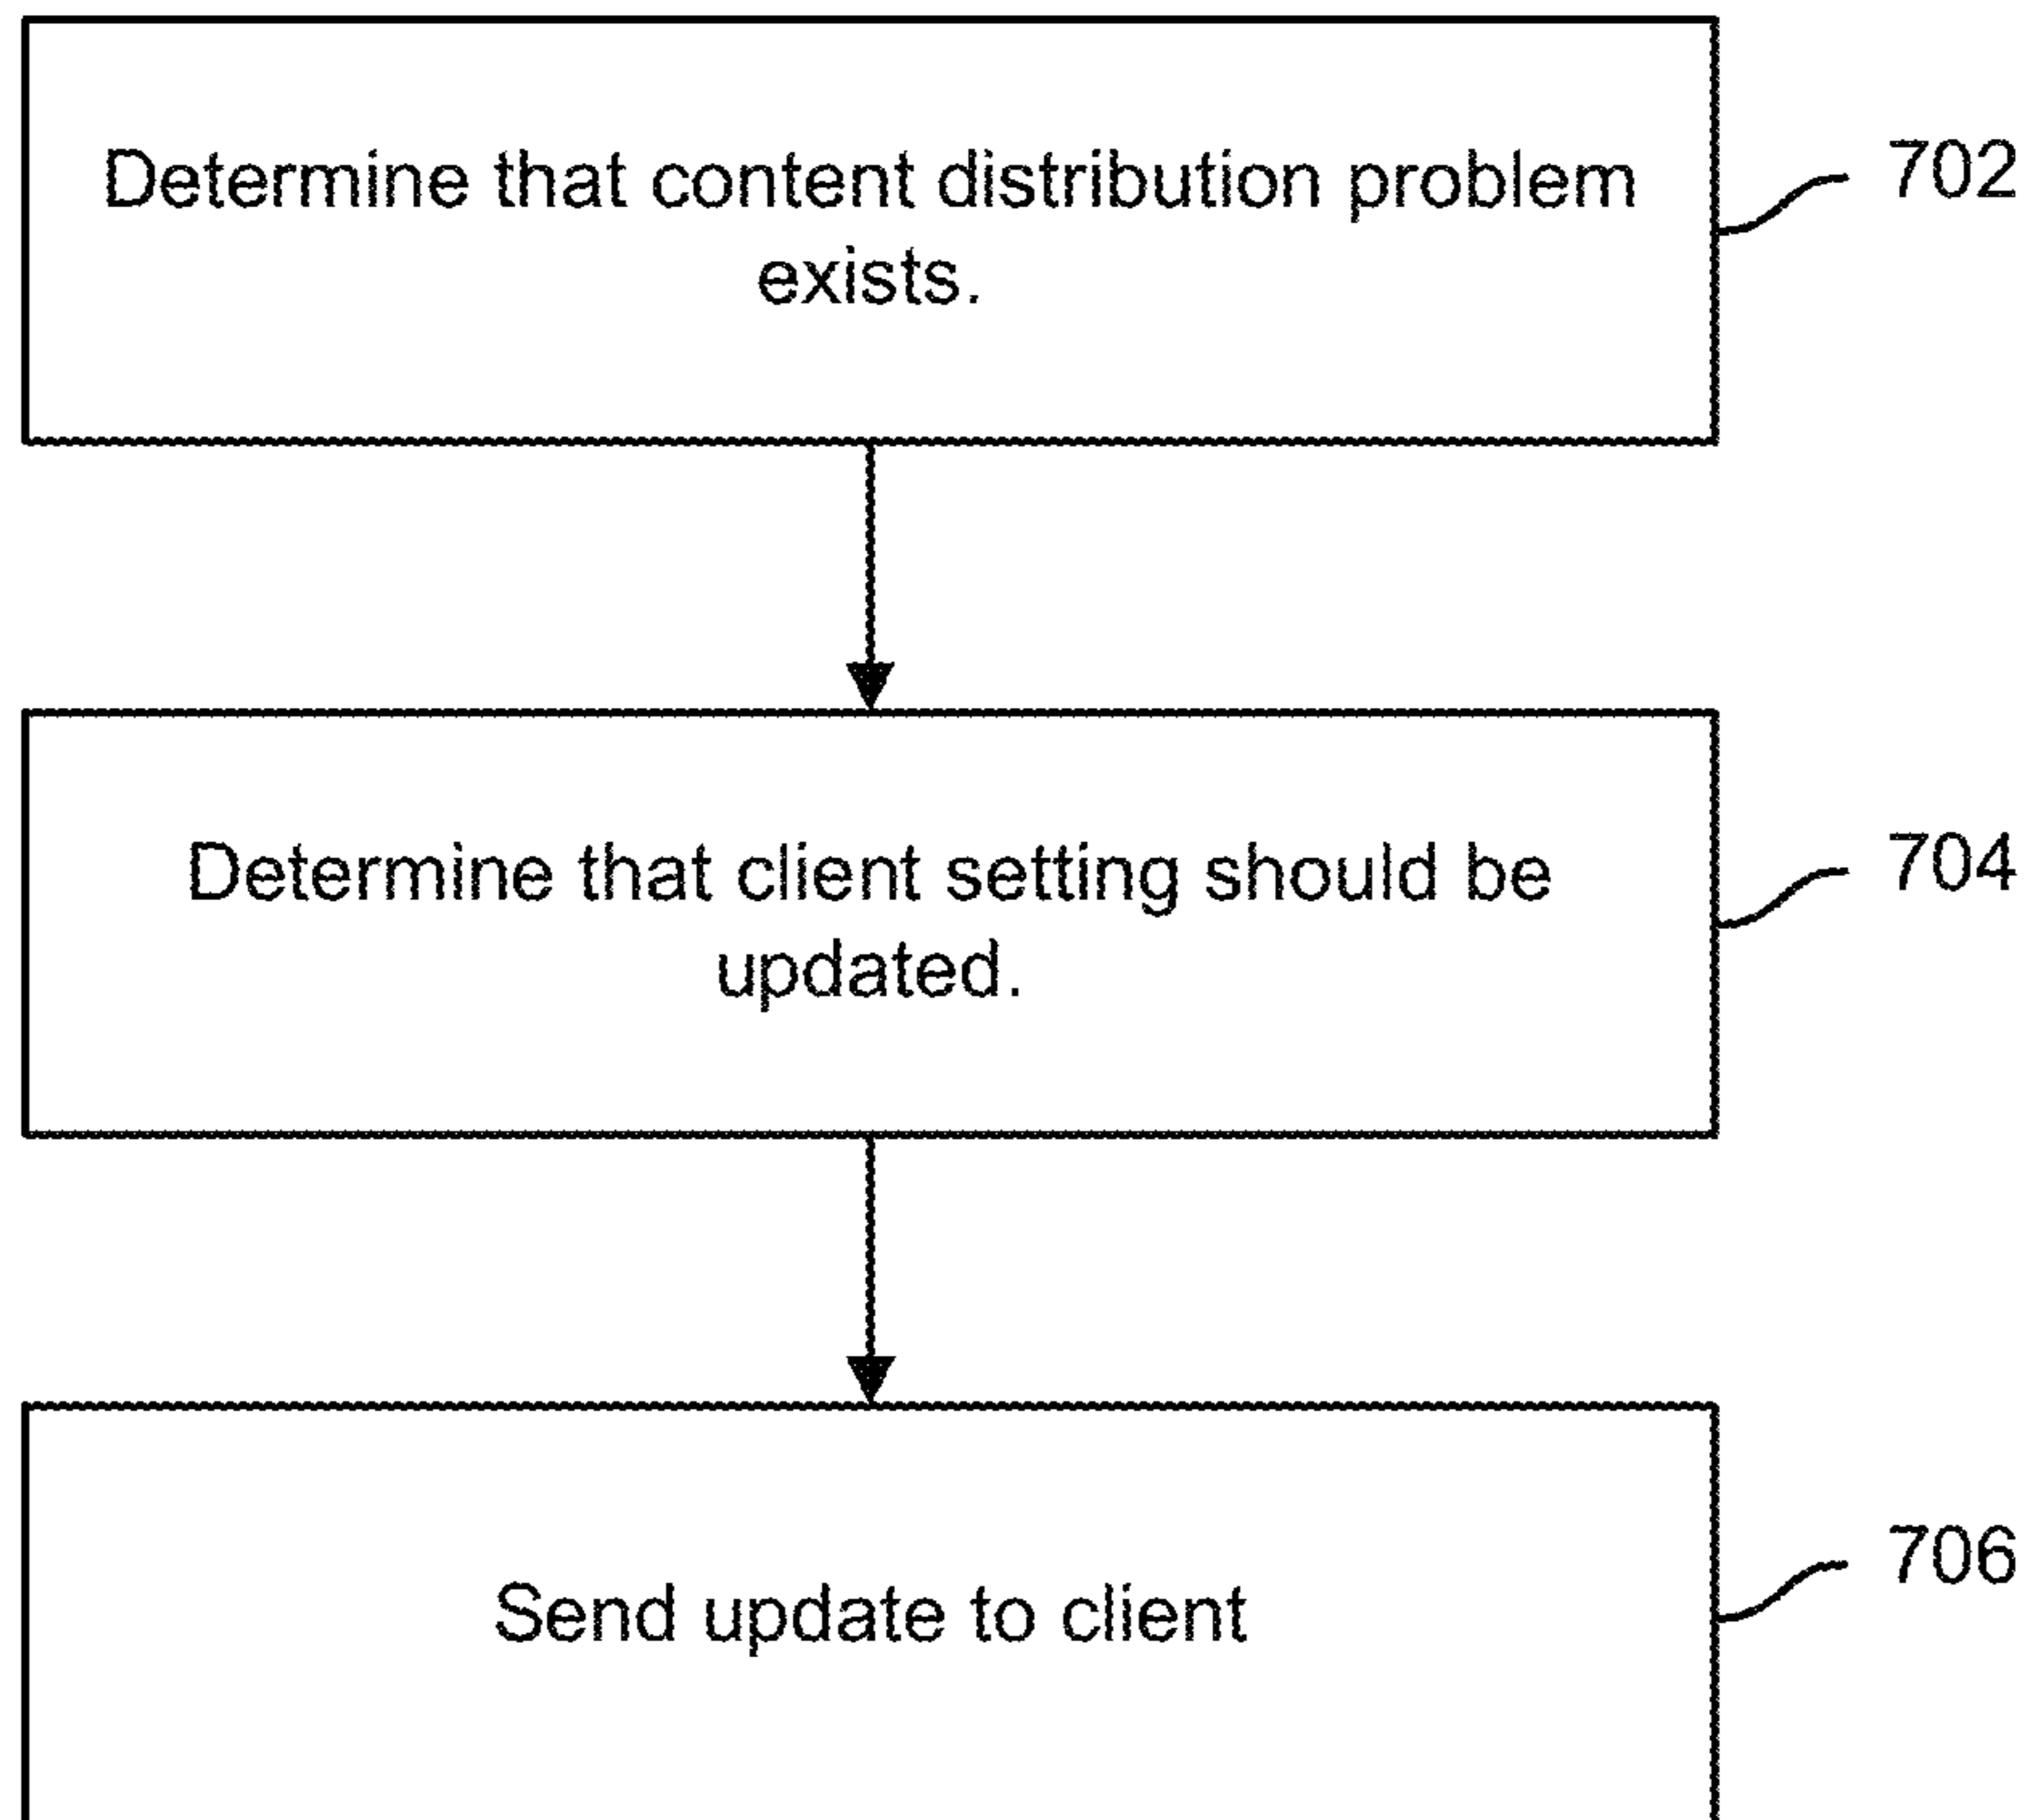 Determine that content distribution problem
exists.
702
Determine that client setting should be
updated.
704
Send update to client
706